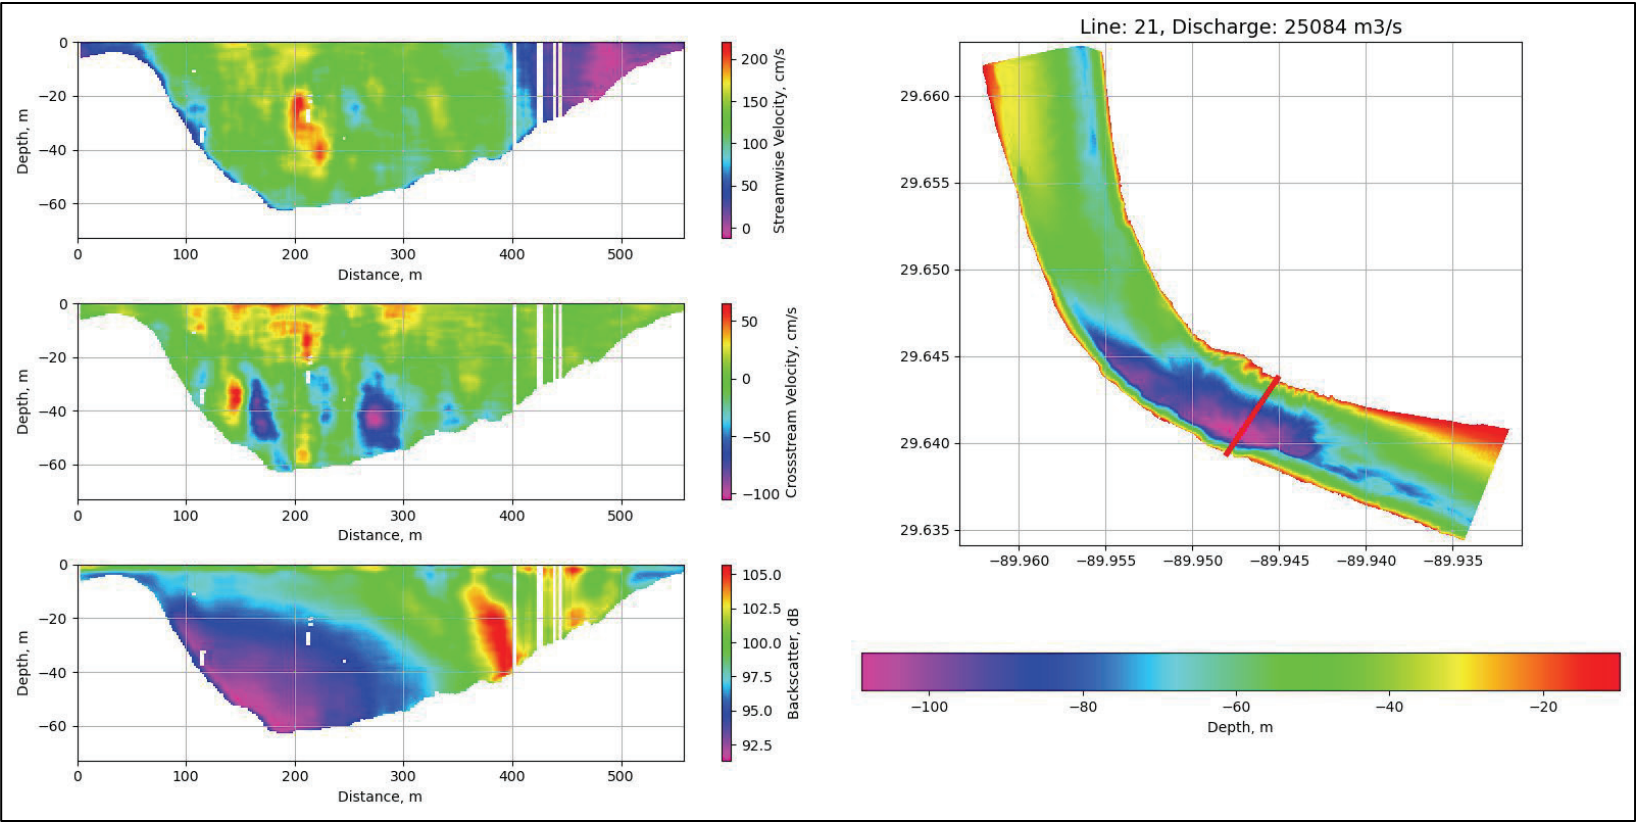 0
−20
−40
−60
Depth, m
0 100 200 300 400 500
Distance, m
200
150
100
50
0
Streamwise Velocity, cm/s
0
−20
−40
−60
Depth, m
0 100 200 300 400 500
Distance, m
50
0
−50
−100
Crossstream Velocity, cm/s
0
−20
−40
−60
Depth, m
0 100 200 300 400 500
Distance, m
105.0
102.5
100.0
97.5
95.0
92.5
Backscatter, dB
Line: 21, Discharge: 25084 m3/s
29.660
29.655
29.650
29.645
29.640
29.635
−89.960 −89.955 −89.950 −89.945 −89.940 −89.935
−100 −80 −60 −40 −20
Depth, m